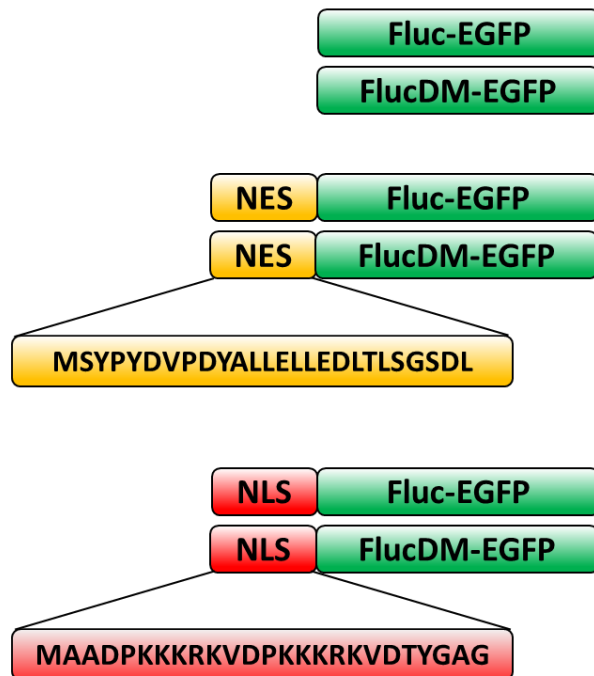 Fluc-EGFP
FlucDM-EGFP
NES Fluc-EGFP
NES FlucDM-EGFP
MSYPYDVPDYALLELLEDLTLSGSDL
NLS Fluc-EGFP
NLS FlucDM-EGFP
MAADPKKKRKVDPKKKRKVDTYGAG